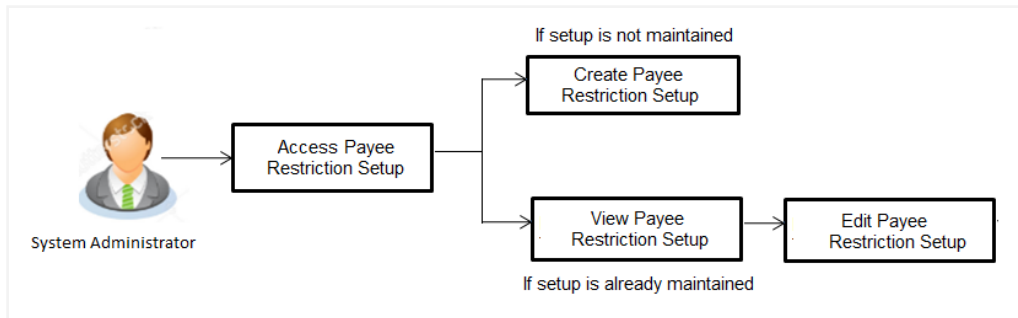 If setup is not maintained
Create Payee
Restriction Setup
Access Payee
Restriction Setup
System Administrator
View Payee
Restriction Setup
Edit Payee
Restriction Setup
If setup is already maintained